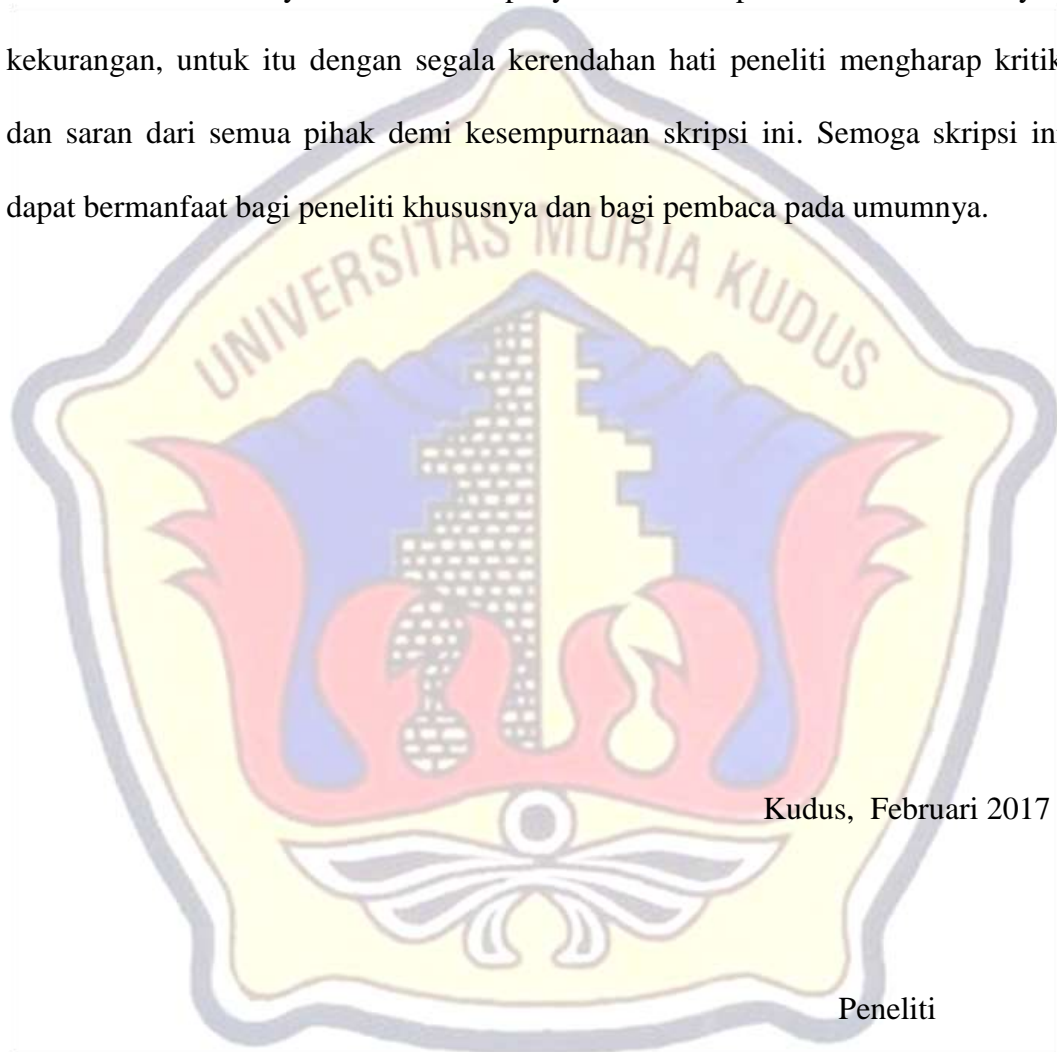 kekurangan, untuk itu dengan segala kerendahan hati peneliti mengharap kritik
dan saran dari semua pihak demi kesempurnaan skripsi ini. Semoga skripsi ini
dapat bermanfaat bagi peneliti khususnya dan bagi pembaca pada umumnya.
UNIVERSITAS MURIA KUDUS
Kudus, Februari 2017
Peneliti